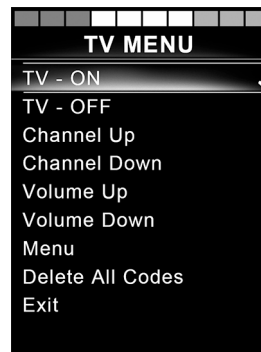 TV MENU
TV - ON
TV - OFF
Channel Up
Channel Down
Volume Up
Volume Down
Menu
Delete All Codes
Exit